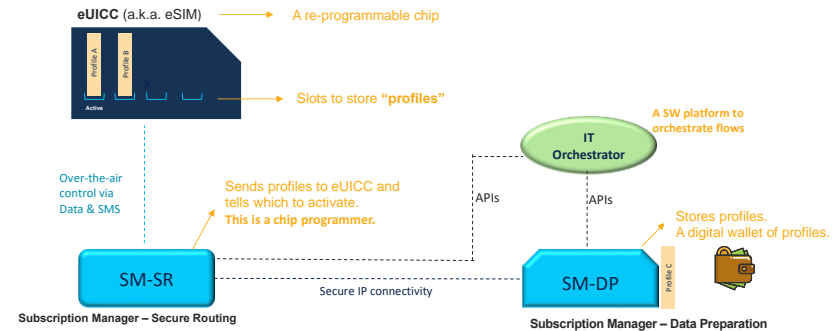 eUICC (a.k.a. eSIM)
A re-programmable chip
Profile A
Profile B
X
Active
Slots to store “profiles”
A SW platform to
orchestrate flows
IT
Orchestrator
Over-the-air
control via
Data & SMS
Sends profiles to eUICC and
tells which to activate.
This is a chip programmer.
APIs
APIs
Stores profiles.
A digital wallet of profiles.
SM-SR
Secure IP connectivity
SM-DP
Profile C
Subscription Manager – Secure Routing
Subscription Manager – Data Preparation